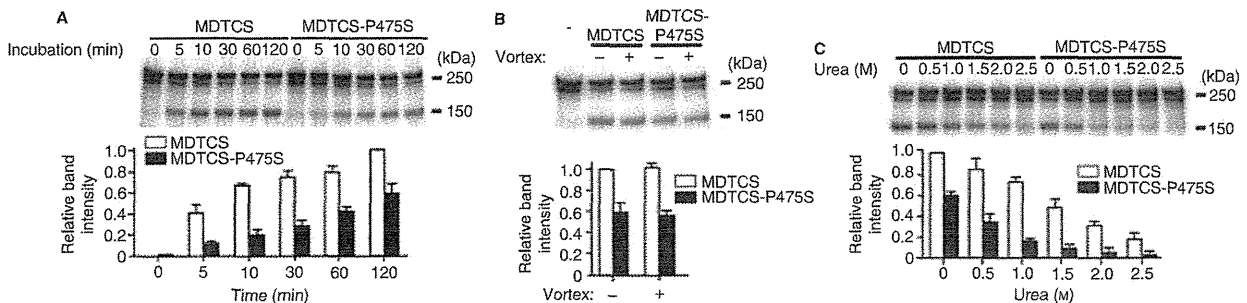 A
MDTCS MDTCS-P475S
Incubation (min) 0 5 10 30 60 120 0 5 10 30 60 120 (kDa)
250
150
MDTCS
MDTCS-P475S
Relative band intensity
1.0
0.8
0.6
0.4
0.2
0
0 5 10 30 60 120
Time (min)
B
- MDTCS MDTCS-P475S
Vortex: – + – + (kDa)
250
150
MDTCS
MDTCS-P475S
Relative band intensity
1.0
0.8
0.6
0.4
0.2
0
Vortex: – +
C
MDTCS MDTCS-P475S
Urea (M) 0 0.5 1.0 1.5 2.0 2.5 0 0.5 1.0 1.5 2.0 2.5 (kDa)
250
150
MDTCS
MDTCS-P475S
Relative band intensity
1.0
0.8
0.6
0.4
0.2
0
0 0.5 1.0 1.5 2.0 2.5
Urea (M)